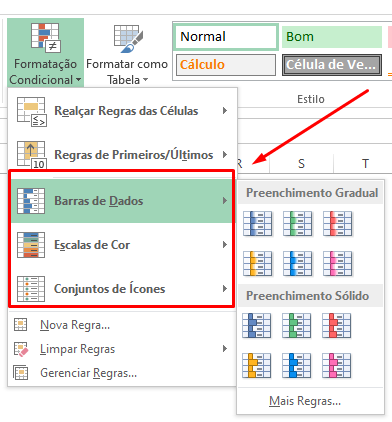 Formatação
Condicional
Formatar como
Tabela
Normal
Bom
Cálculo
Célula de Ve...
Estilo
Realçar Regras das Células
Regras de Primeiros/Últimos
10
R
S
T
Barras de Dados
Escalas de Cor
Conjuntos de Ícones
Nova Regra...
Limpar Regras
Gerenciar Regras...
Preenchimento Gradual
Preenchimento Sólido
Mais Regras...